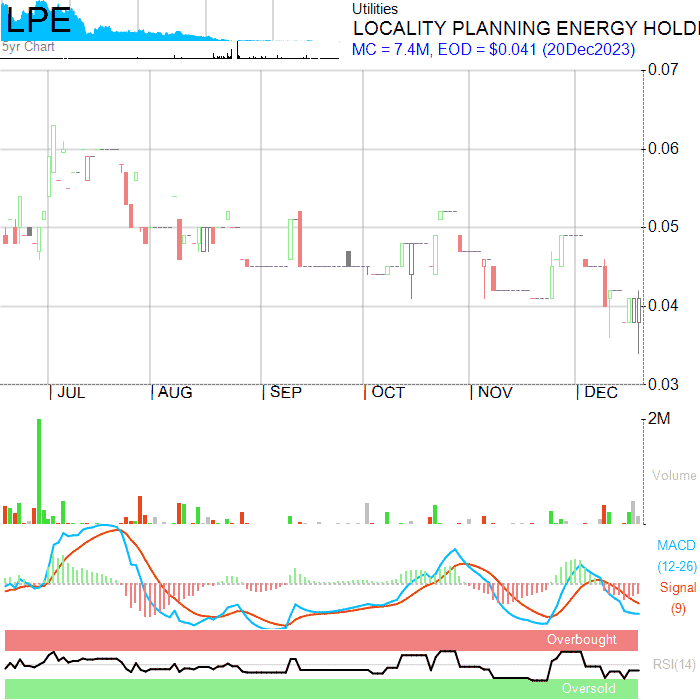 LPE
5yr Chart
Utilities
LOCALITY PLANNING ENERGY HOLDI
MC = 7.4M, EOD = $0.041 (20Dec2023)
0.07
0.06
0.05
0.04
0.03
JUL AUG SEP OCT NOV DEC
2M
Volume
MACD
(12-26)
Signal
(9)
Overbought
RSI(14)
Oversold